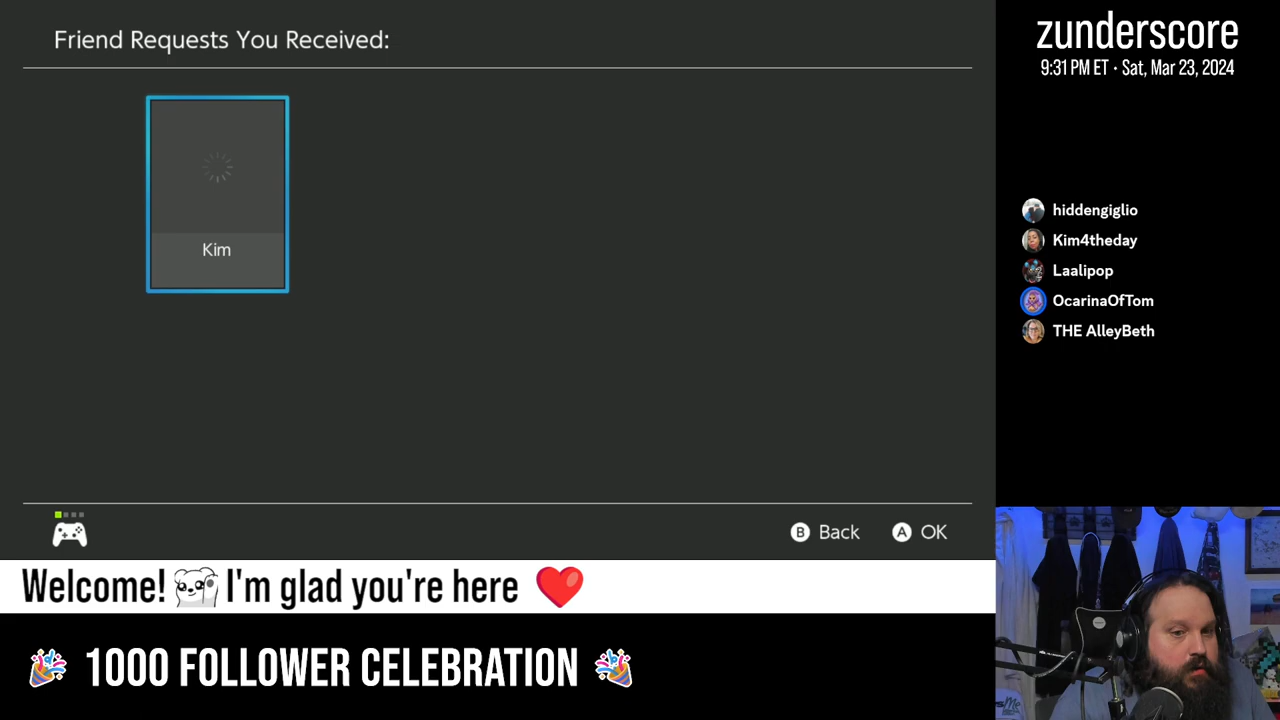 Friend Requests You Received:
Kim
B Back A OK
Welcome! I'm glad you're here
1000 FOLLOWER CELEBRATION
zunderscore
9:31 PM ET · Sat, Mar 23, 2024
hiddengiglio
Kim4theday
Laalipop
OcarinaOfTom
THE AlleyBeth